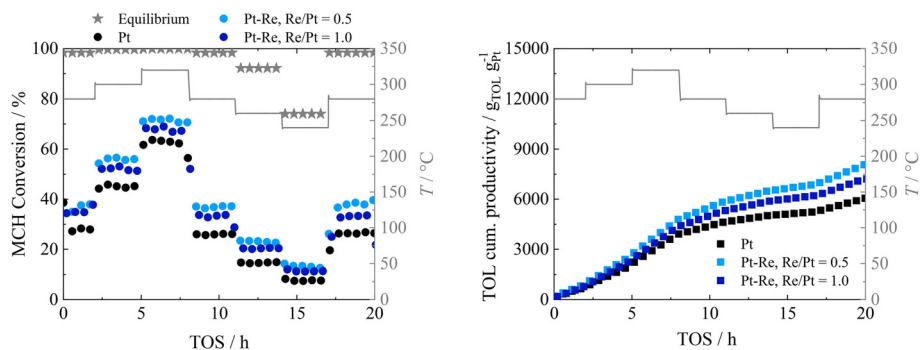 Equilibrium
Pt
Pt-Re, Re/Pt = 0.5
Pt-Re, Re/Pt = 1.0
100
80
60
40
20
0
MCH Conversion / %
350
300
250
200
150
100
50
0
T / °C
0 5 10 15 20
TOS / h
15000
12000
9000
6000
3000
0
TOL cum. productivity / g_TOL g_Pt^-1
350
300
250
200
150
100
50
0
T / °C
Pt
Pt-Re, Re/Pt = 0.5
Pt-Re, Re/Pt = 1.0
0 5 10 15 20
TOS / h